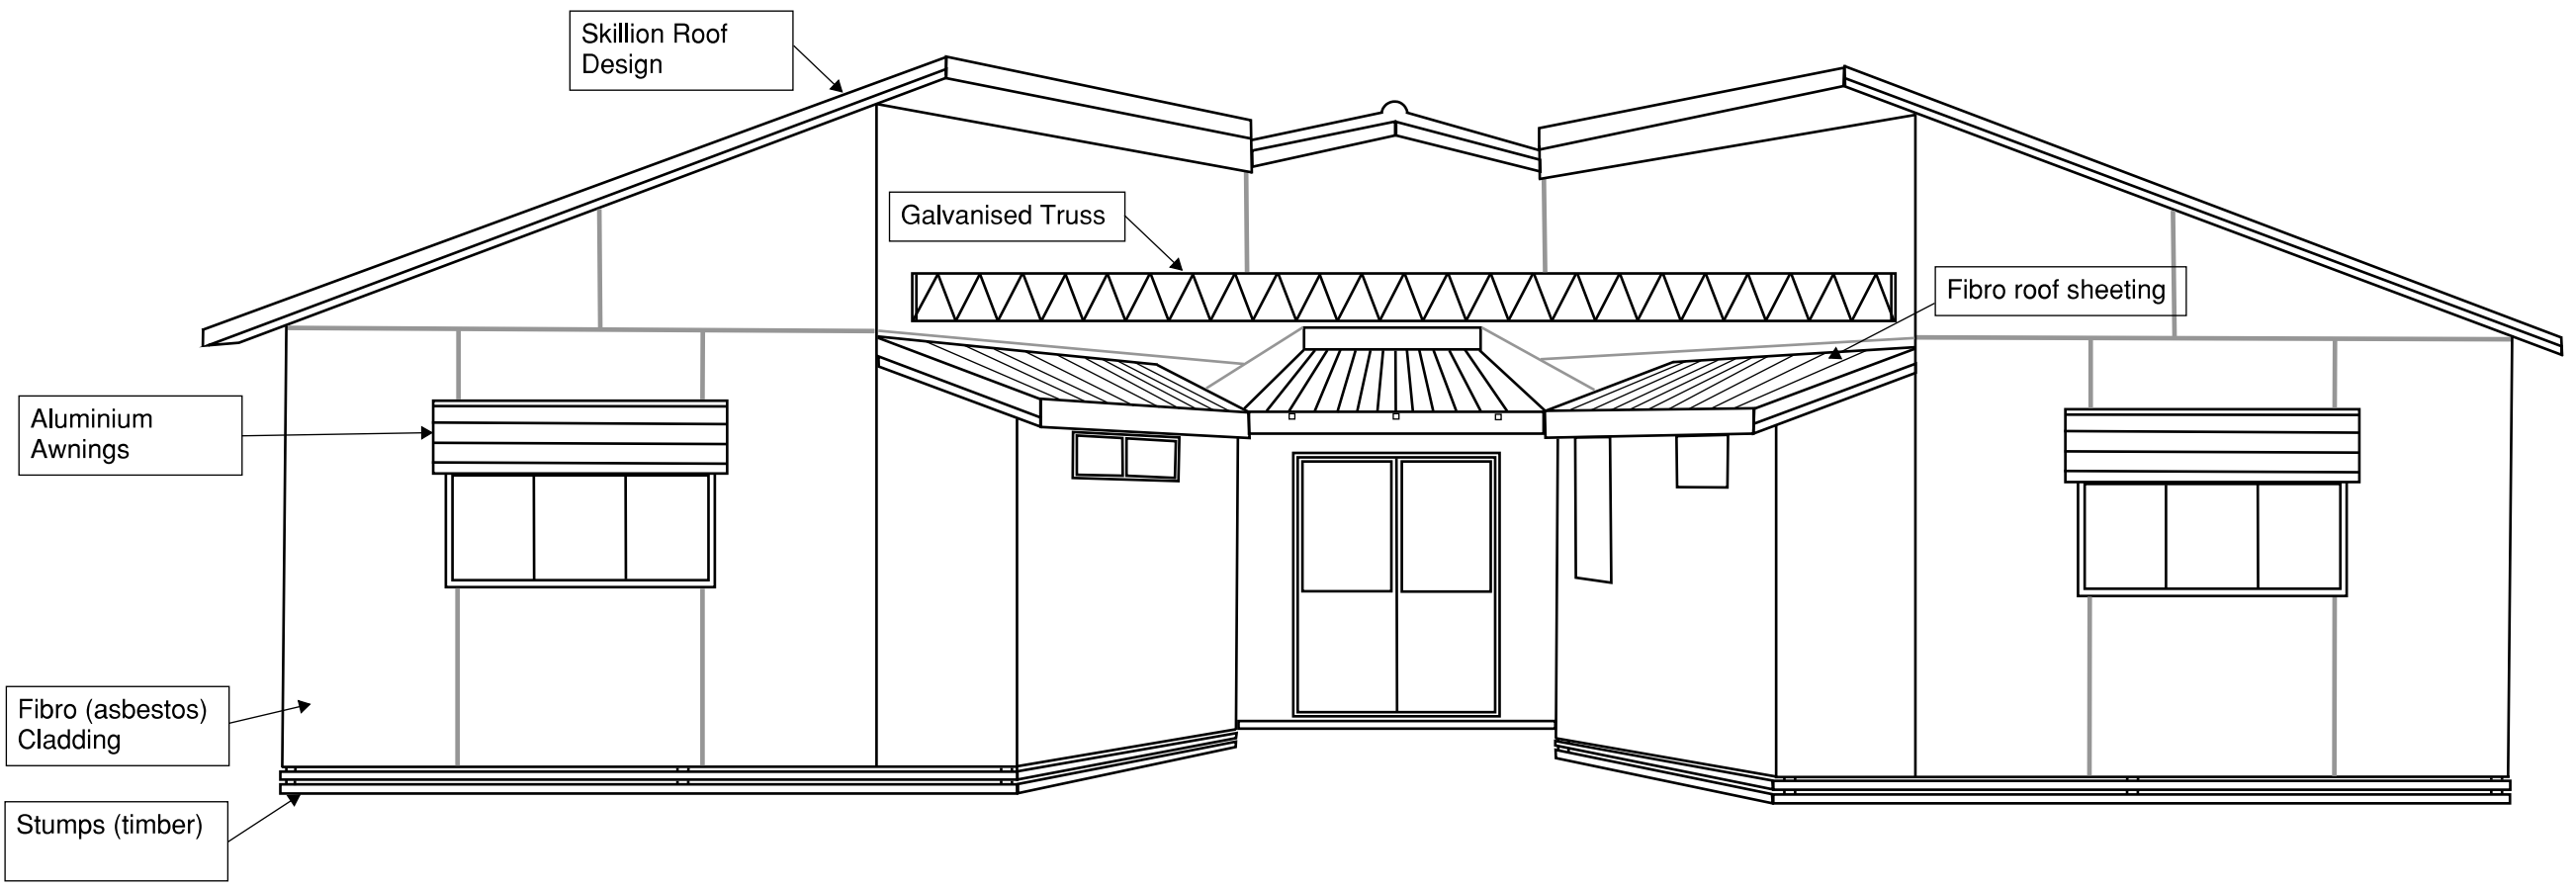 Skillion Roof
Design
Galvanised Truss
Fibro roof sheeting
Aluminium
Awnings
Fibro (asbestos)
Cladding
Stumps (timber)